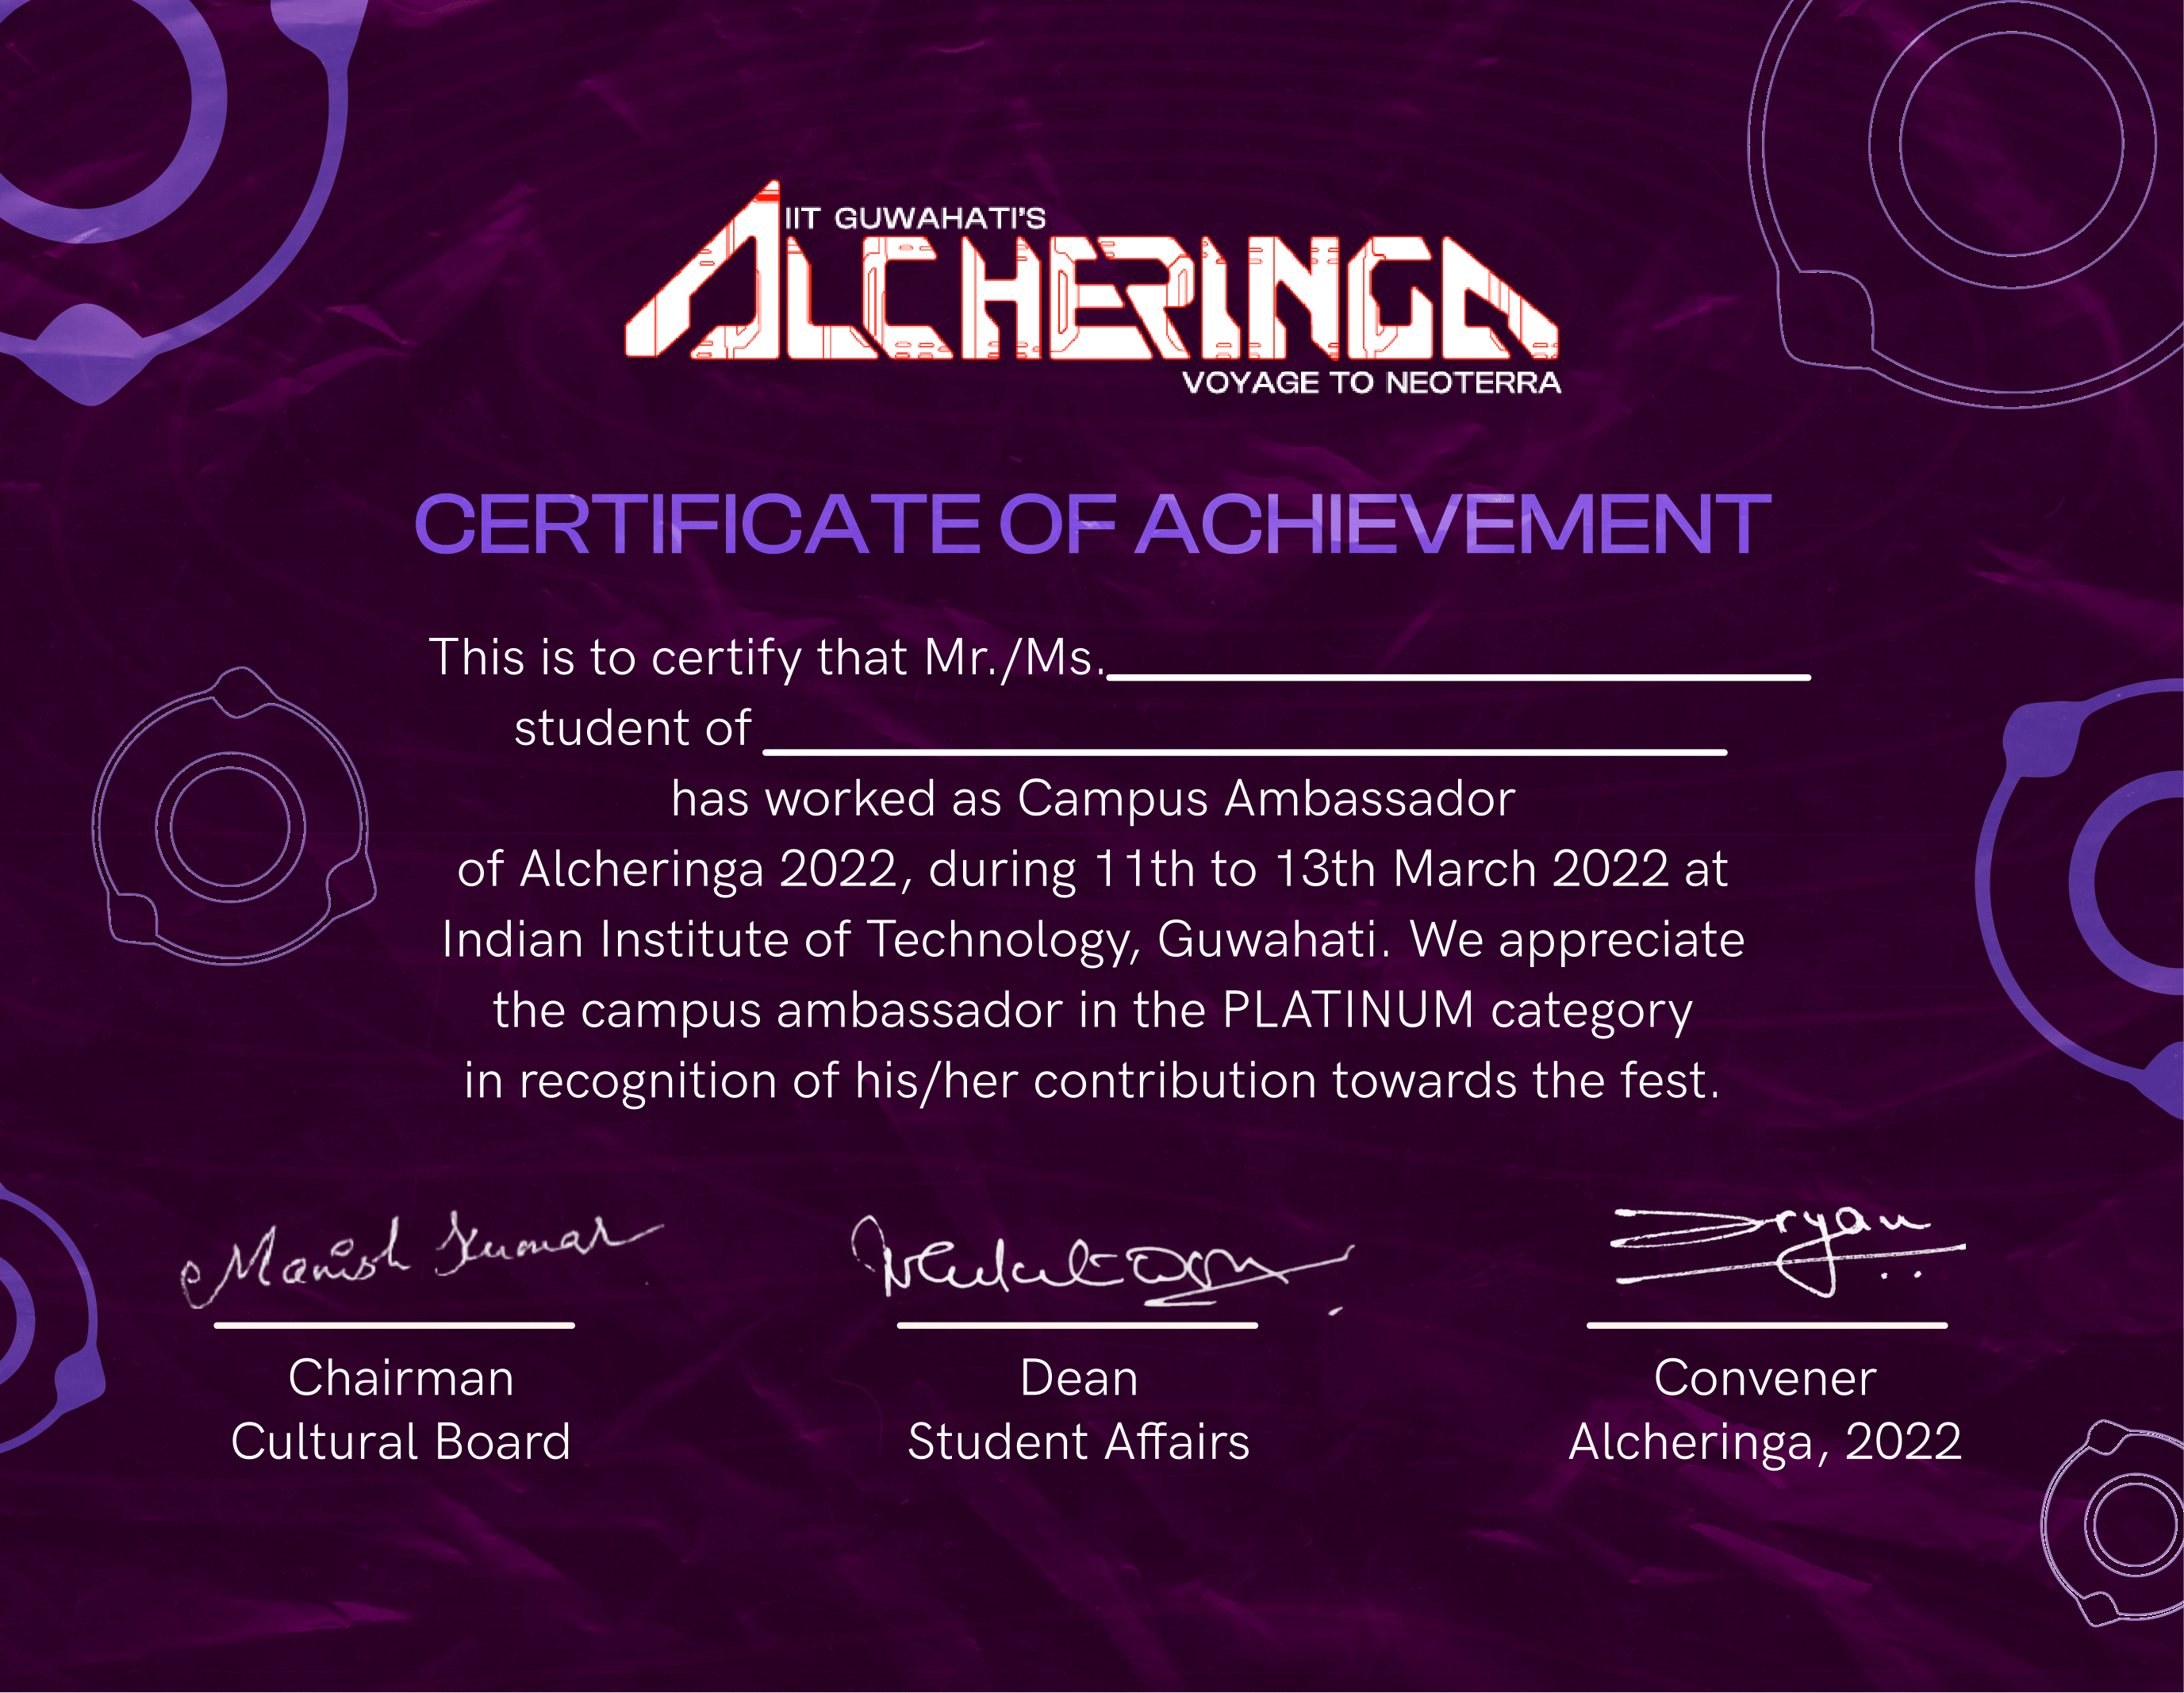 IIT GUWAHATI'S
ALCHERINGA
VOYAGE TO NEOTERRA
CERTIFICATE OF ACHIEVEMENT
This is to certify that Mr./Ms.
student of
has worked as Campus Ambassador
of Alcheringa 2022, during 11th to 13th March 2022 at
Indian Institute of Technology, Guwahati. We appreciate
the campus ambassador in the PLATINUM category
in recognition of his/her contribution towards the fest.
Manish Kumar
Chairman
Cultural Board
Dean
Student Affairs
Convener
Alcheringa, 2022